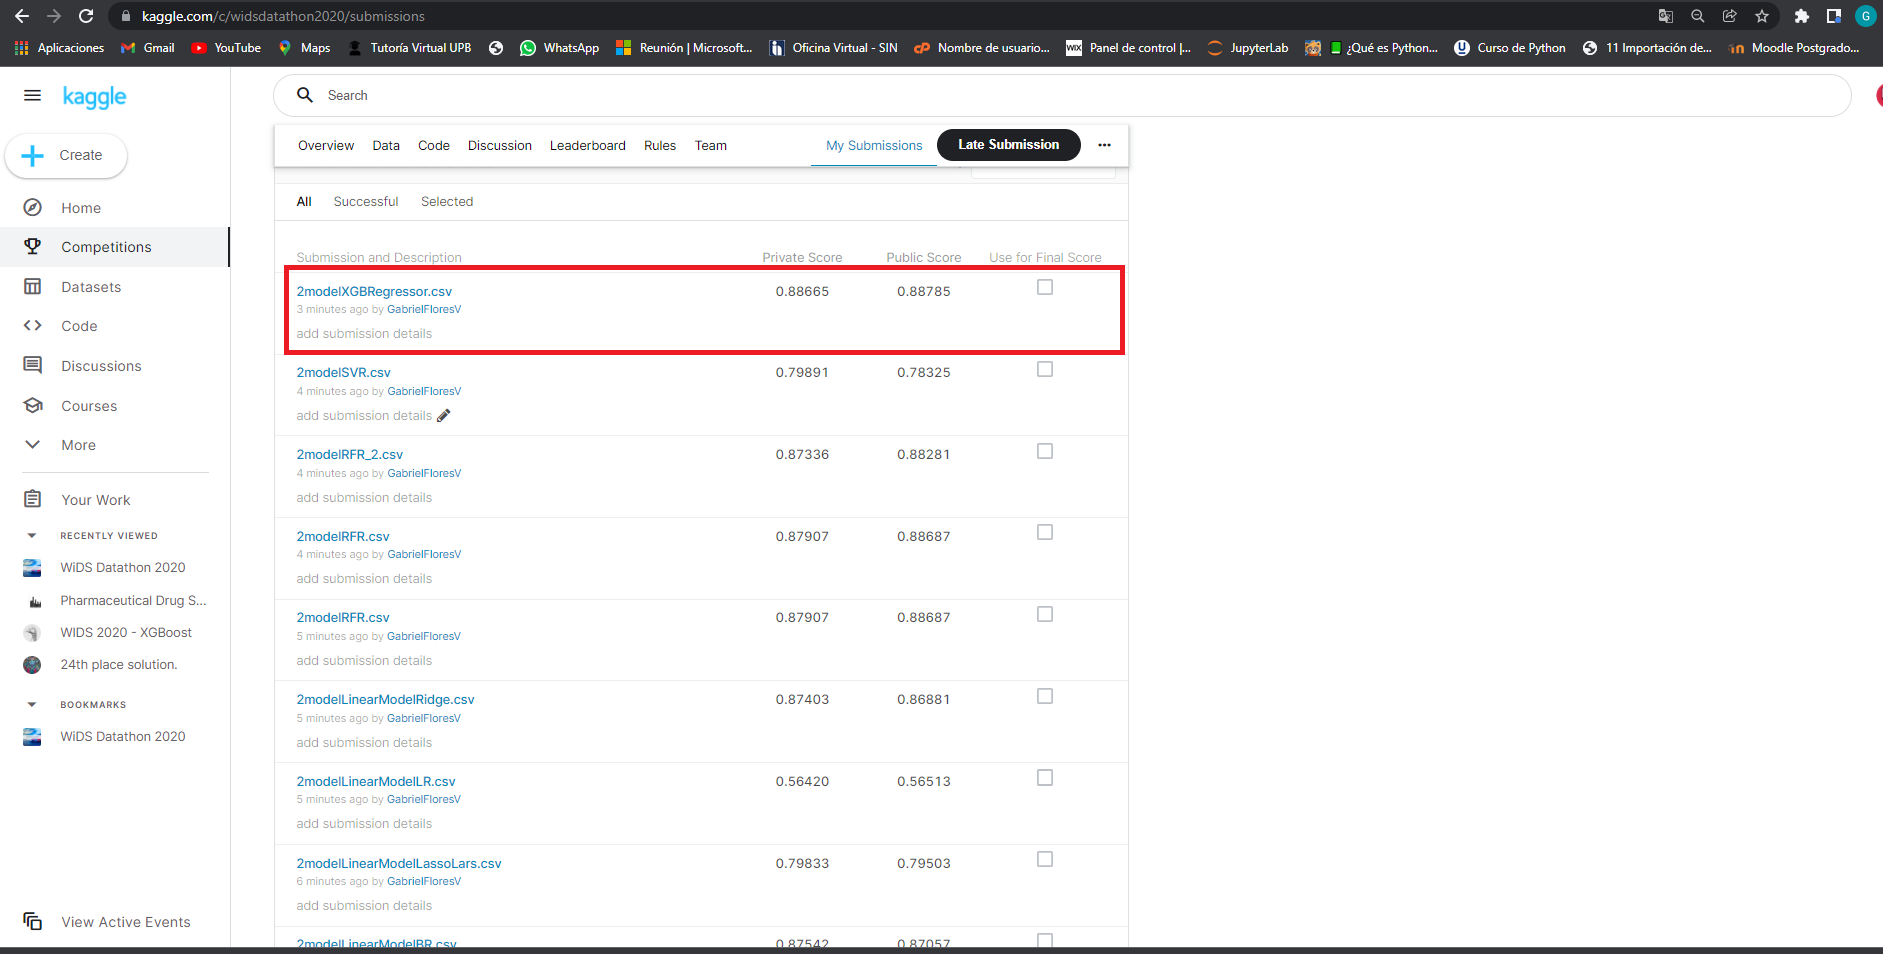 kaggle.com/c/widsdatathon2020/submissions
G
Aplicaciones Gmail YouTube Maps Tutoría Virtual UPB WhatsApp Reunión | Microsoft... Oficina Virtual - SIN Nombre de usuario... Panel de control |... JupyterLab ¿Qué es Python... Curso de Python 11 Importación de... Moodle Postgrado...
kaggle
Search
Create
Overview Data Code Discussion Leaderboard Rules Team My Submissions Late Submission
All Successful Selected
Home
Competitions
Datasets
Code
Discussions
Courses
More
Your Work
RECENTLY VIEWED
WiDS Datathon 2020
Pharmaceutical Drug S...
WIDS 2020 - XGBoost
24th place solution.
BOOKMARKS
WiDS Datathon 2020
View Active Events
Submission and Description Private Score Public Score Use for Final Score
2modelXGBRegressor.csv 0.88665 0.88785
3 minutes ago by GabrielFloresV
add submission details
2modelSVR.csv 0.79891 0.78325
4 minutes ago by GabrielFloresV
add submission details
2modelRFR_2.csv 0.87336 0.88281
4 minutes ago by GabrielFloresV
add submission details
2modelRFR.csv 0.87907 0.88687
4 minutes ago by GabrielFloresV
add submission details
2modelRFR.csv 0.87907 0.88687
5 minutes ago by GabrielFloresV
add submission details
2modelLinearModelRidge.csv 0.87403 0.86881
5 minutes ago by GabrielFloresV
add submission details
2modelLinearModelLR.csv 0.56420 0.56513
5 minutes ago by GabrielFloresV
add submission details
2modelLinearModelLassoLars.csv 0.79833 0.79503
6 minutes ago by GabrielFloresV
add submission details
2modelLinearModelBR.csv 0.87542 0.87057